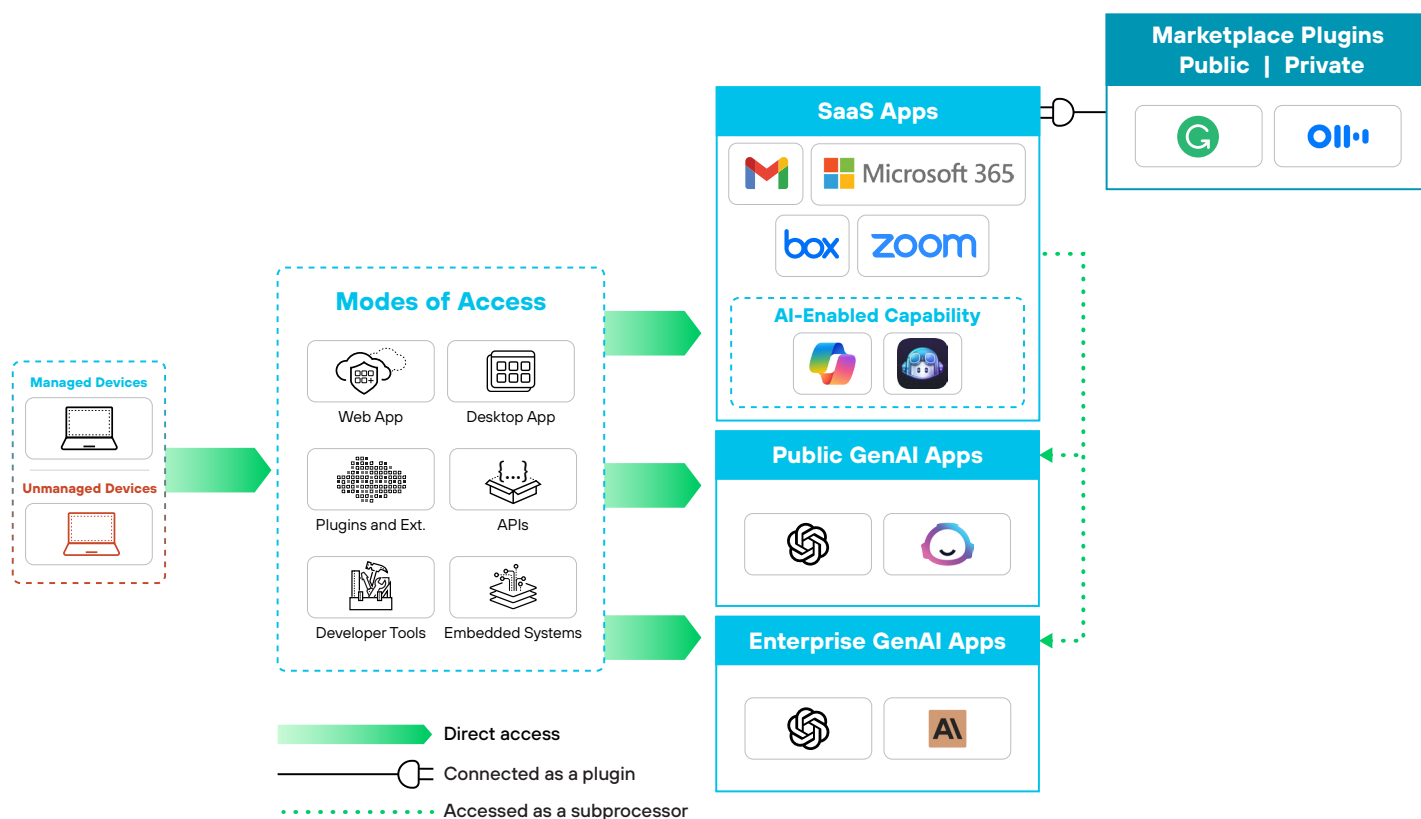 Marketplace Plugins
Public | Private
SaaS Apps
Microsoft 365
box
zoom
AI-Enabled Capability
Modes of Access
Web App
Desktop App
Plugins and Ext.
{...}
APIs
Developer Tools
Embedded Systems
Managed Devices
Unmanaged Devices
Public GenAI Apps
Enterprise GenAI Apps
A\
Direct access
Connected as a plugin
Accessed as a subprocessor